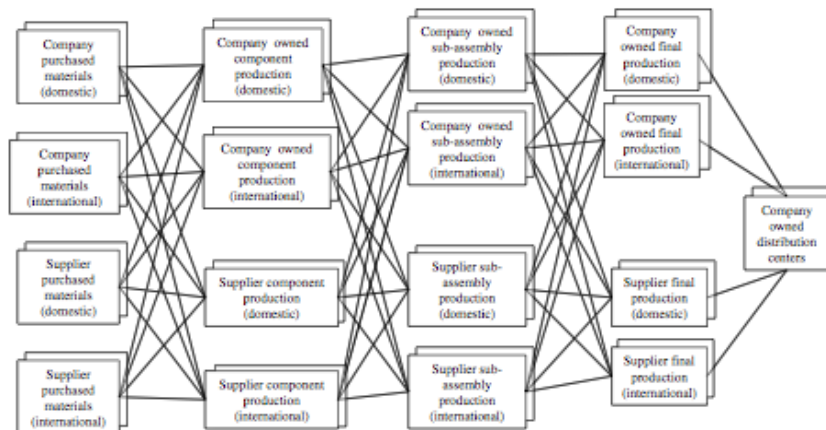 Company
purchased
materials
(domestic)
Company
purchased
materials
(international)
Supplier
purchased
materials
(domestic)
Supplier
purchased
materials
(international)
Company owned
component
production
(domestic)
Company owned
component
production
(international)
Supplier component
production
(domestic)
Supplier component
production
(international)
Company owned
sub-assembly
production
(domestic)
Company owned
sub-assembly
production
(international)
Supplier sub-
assembly
production
(domestic)
Supplier sub-
assembly
production
(international)
Company
owned final
production
(domestic)
Company
owned final
production
(international)
Supplier final
production
(domestic)
Supplier final
production
(international)
Company
owned
distribution
centers